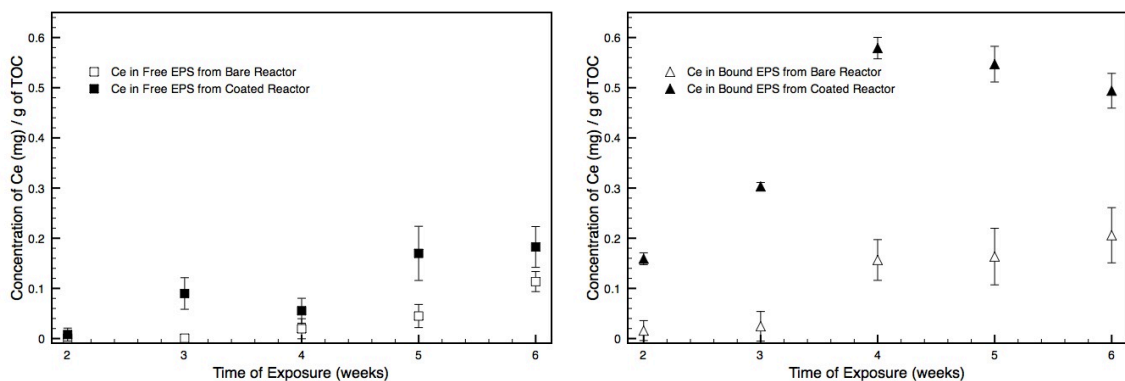 Concentration of Ce (mg) / g of TOC
0.6
0.5
0.4
0.3
0.2
0.1
0
Ce in Free EPS from Bare Reactor
Ce in Free EPS from Coated Reactor
2 3 4 5 6
Time of Exposure (weeks)
Concentration of Ce (mg) / g of TOC
0.6
0.5
0.4
0.3
0.2
0.1
0
Ce in Bound EPS from Bare Reactor
Ce in Bound EPS from Coated Reactor
2 3 4 5 6
Time of Exposure (weeks)